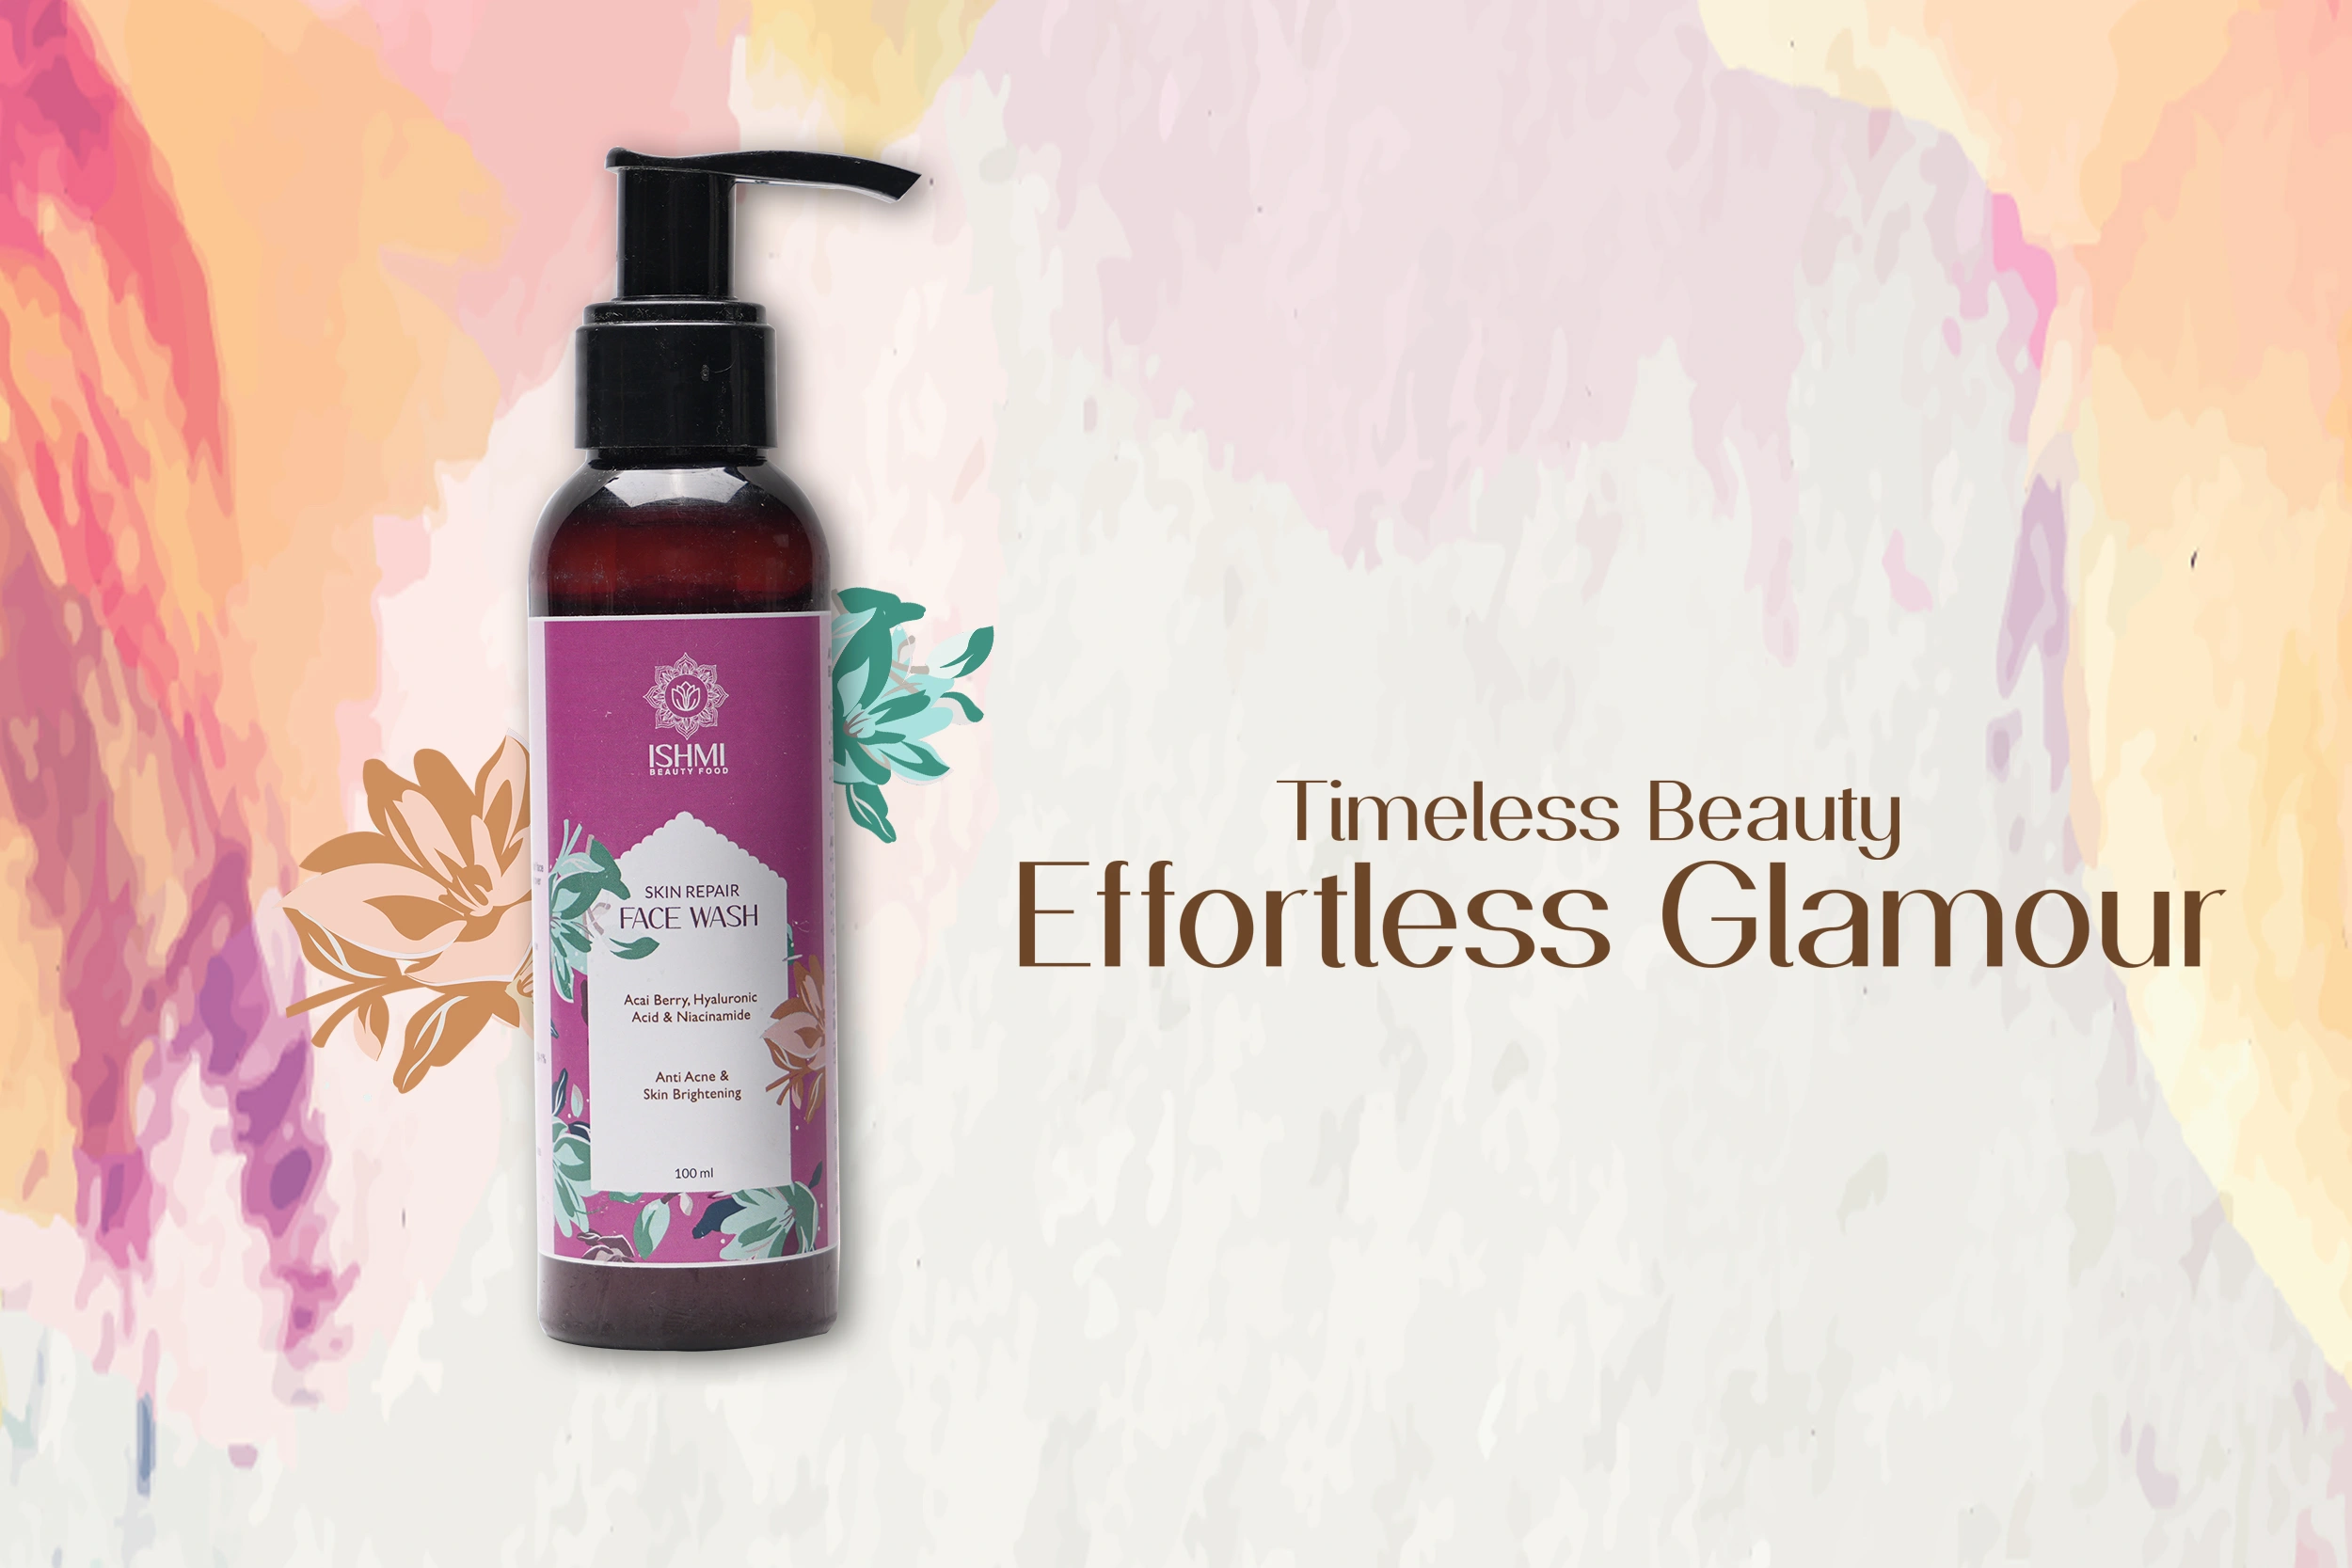 ISHMI
BEAUTY FOOD
SKIN REPAIR
FACE WASH
Acai Berry, Hyaluronic
Acid & Niacinamide
Anti Acne &
Skin Brightening
100 ml
Timeless Beauty
Effortless Glamour